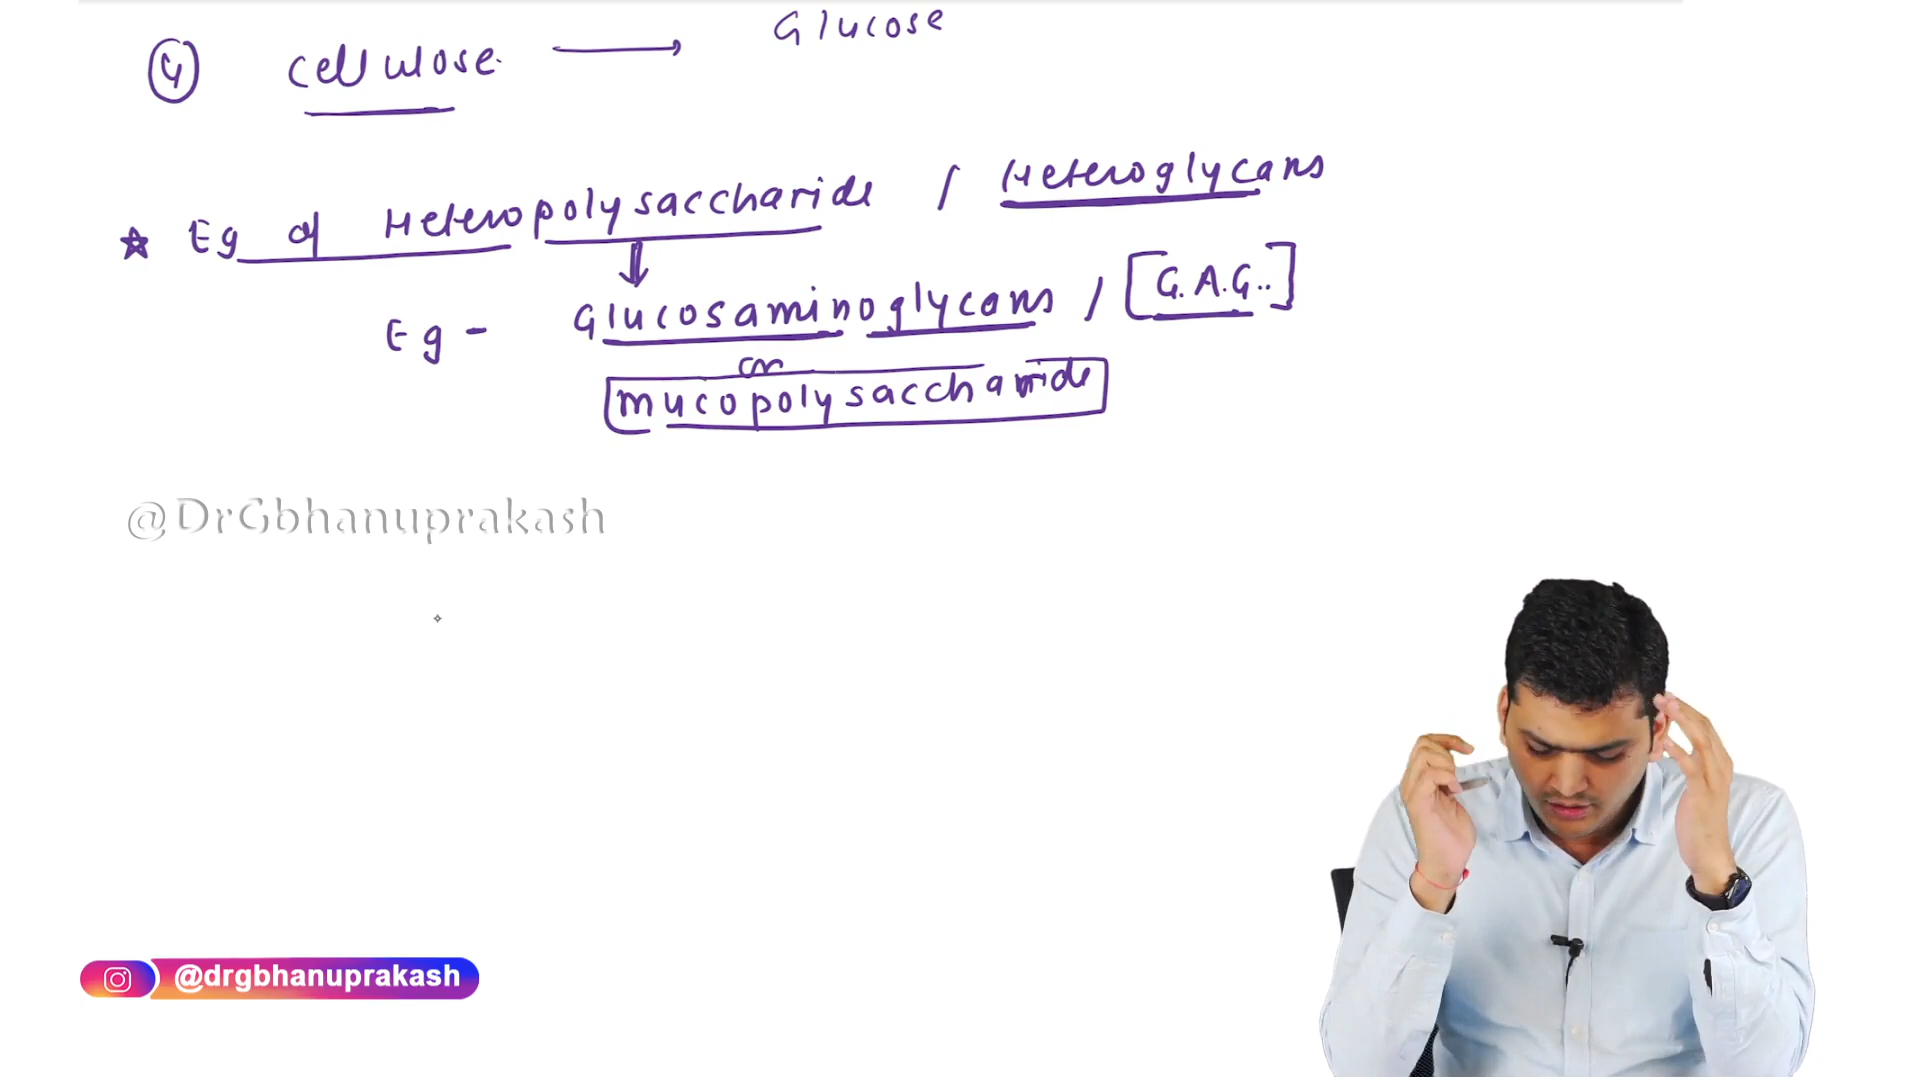 4 Cellulose. → Glucose
★ Eg of Heteropolysaccharide / Heteroglycans
Eg - Glucosaminoglycans / [G.A.G..]
or
mucopolysaccharide
@DrGbhanuprakash
@drgbhanuprakash